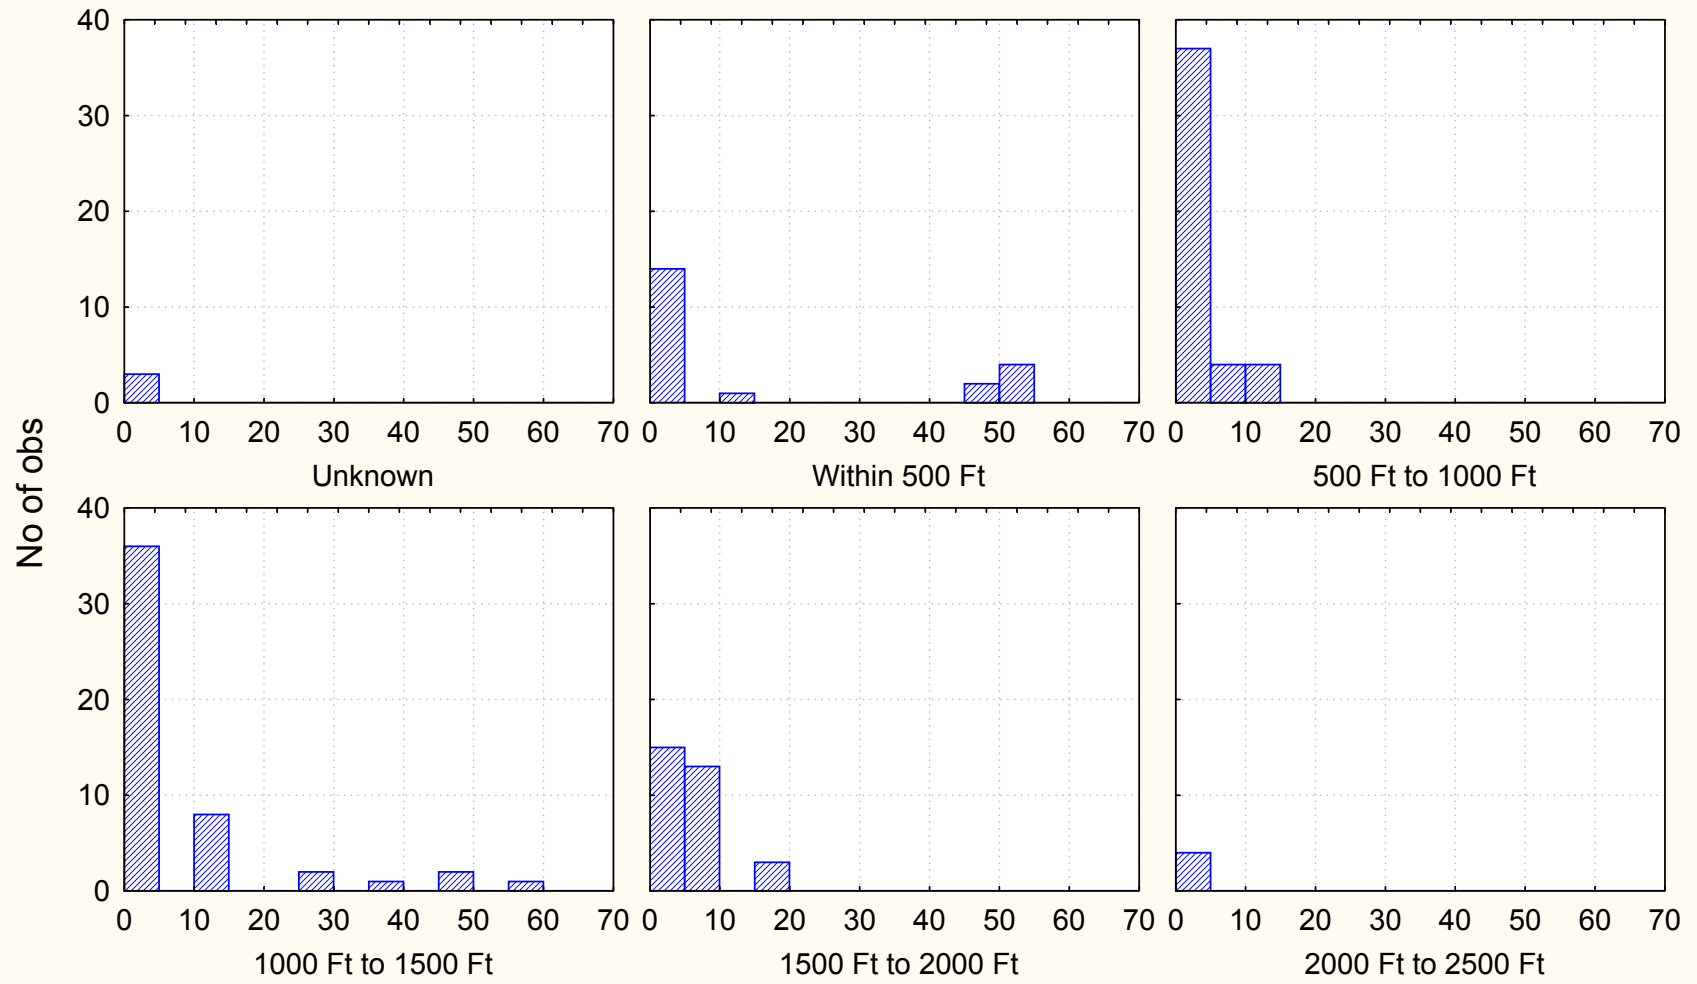 No of obs
40
30
20
10
0
0 10 20 30 40 50 60 70
Unknown
0 10 20 30 40 50 60 70
Within 500 Ft
0 10 20 30 40 50 60 70
500 Ft to 1000 Ft
40
30
20
10
0
0 10 20 30 40 50 60 70
1000 Ft to 1500 Ft
0 10 20 30 40 50 60 70
1500 Ft to 2000 Ft
0 10 20 30 40 50 60 70
2000 Ft to 2500 Ft